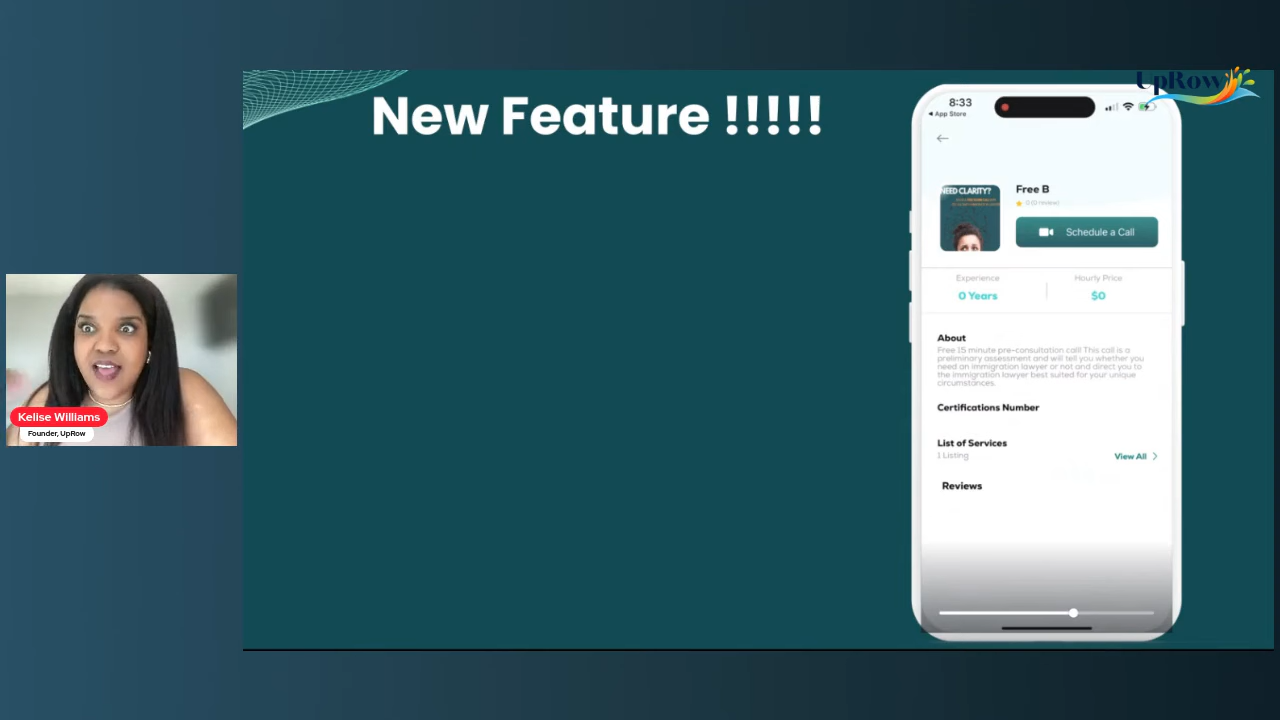 UpRow
New Feature !!!!!
8:33
App Store
NEED CLARITY?
Free B
0 (0 review)
Schedule a Call
Experience
Hourly Price
0 Years
$0
About
Free 15 minute pre-consultation call! This call is a
preliminary assessment and will tell you whether you
need an immigration lawyer or not and direct you to
the immigration lawyer best suited for your unique
circumstances.
Certifications Number
List of Services
1 Listing
View All
Reviews
Kelise Williams
Founder, UpRow